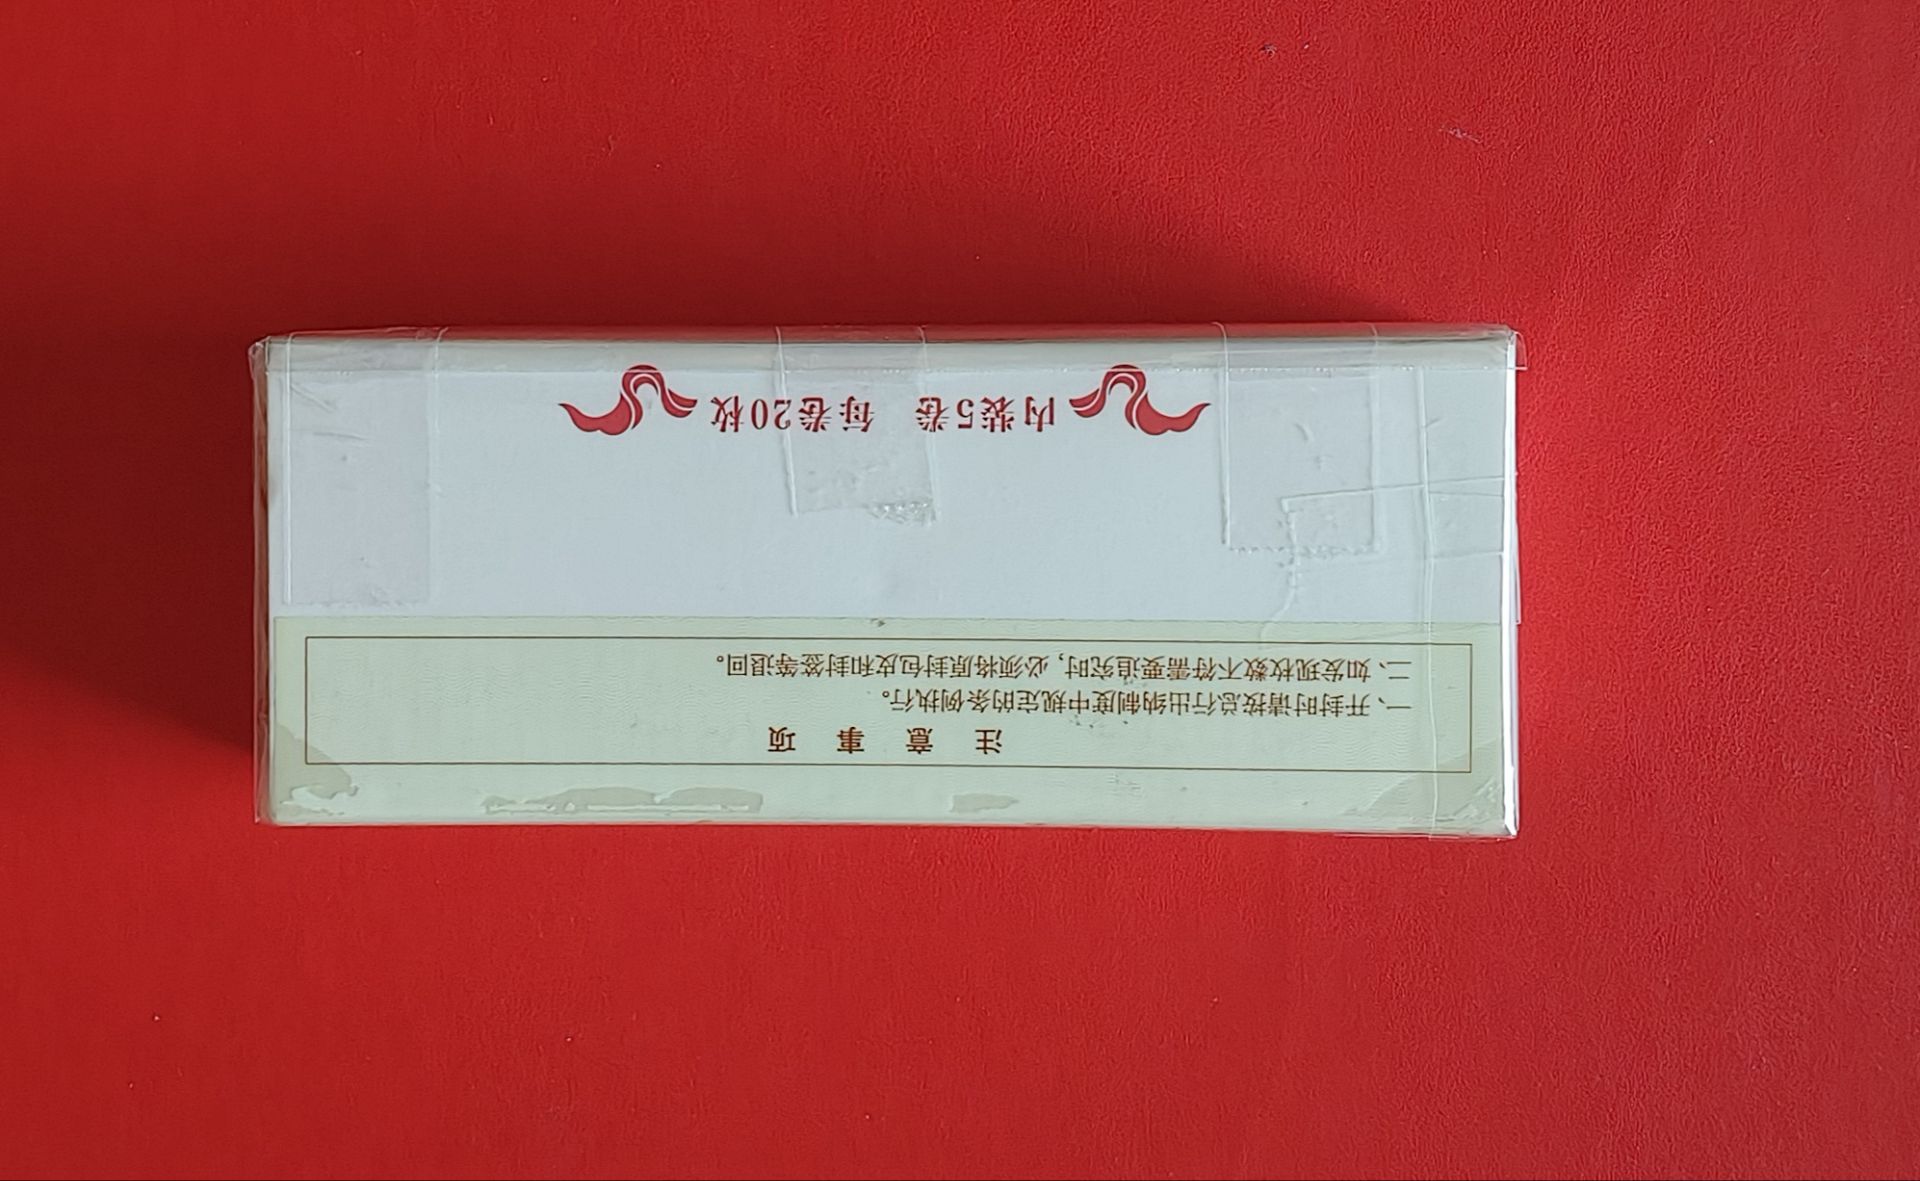 注意事项
一、开封时请按总行出纳制度中规定的条例执行。
二、如发现枚数不符需要追究时，必须将原封包皮和封签等退回。
内装5卷 每卷20枚